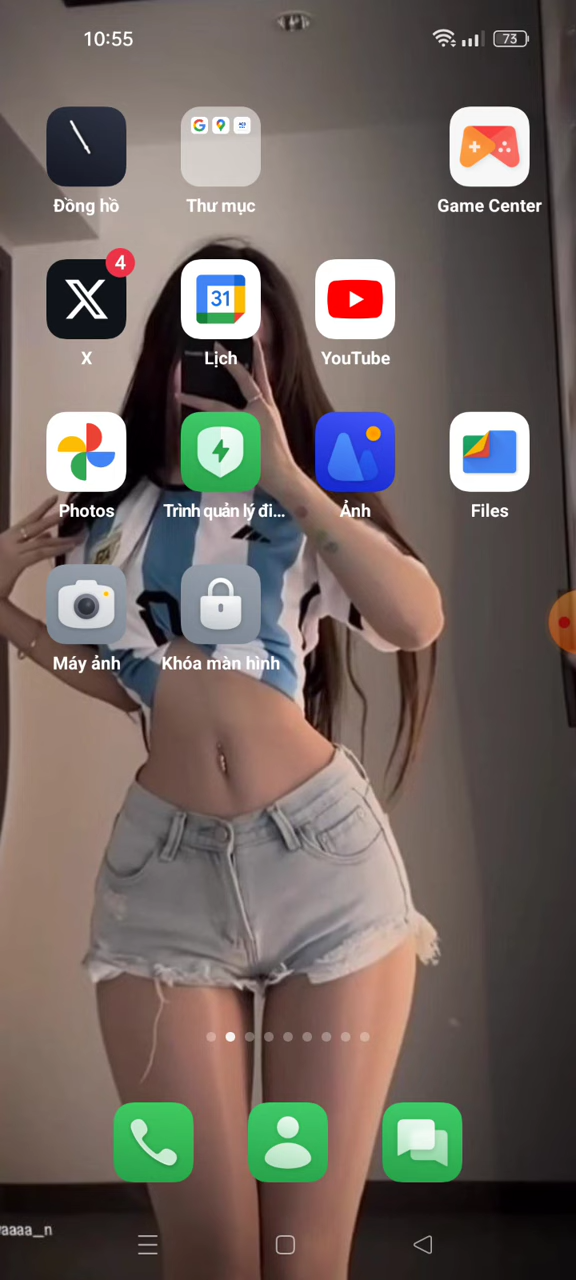 10:55
73
Đồng hồ
Thư mục
Game Center
4
31
X
Lịch
YouTube
Photos
Trình quản lý đi...
Ảnh
Files
Máy ảnh
Khóa màn hình